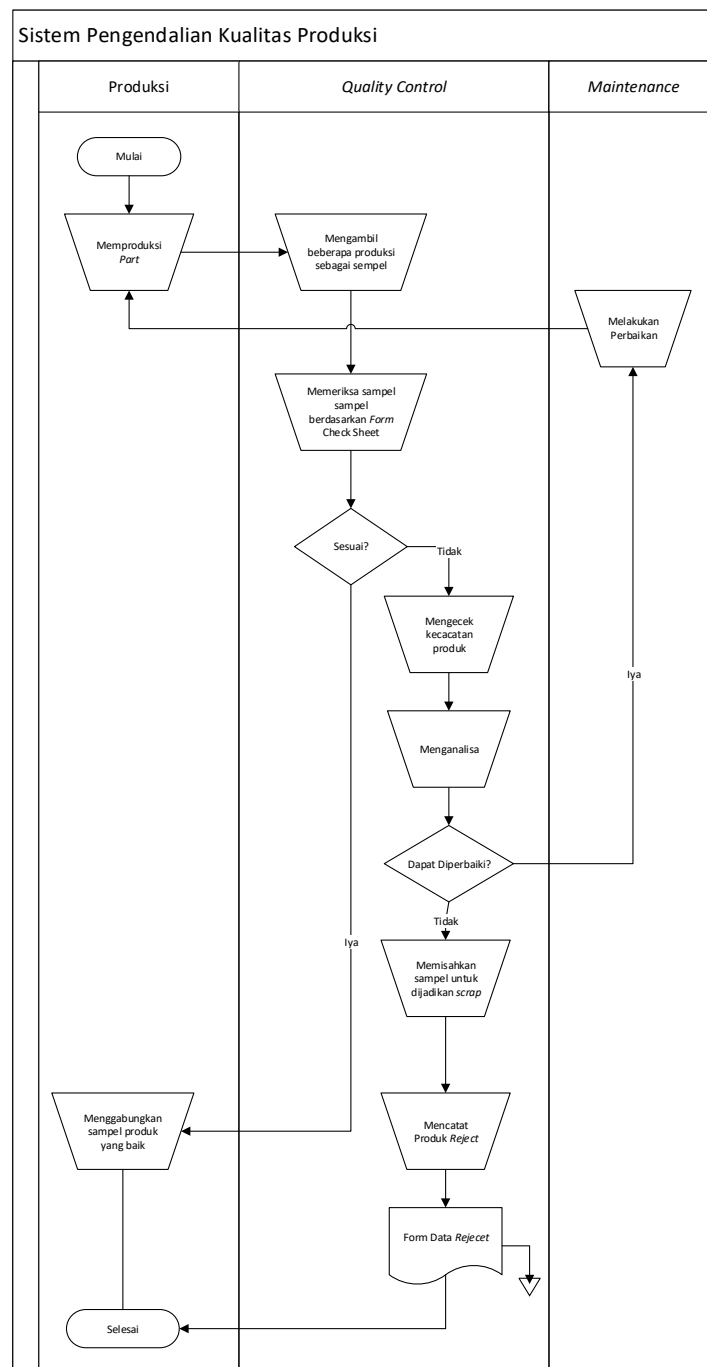 Sistem Pengendalian Kualitas Produksi
Produksi
Quality Control
Maintenance
Mulai
Memproduksi
Part
Mengambil
beberapa produksi
sebagai sempel
Melakukan
Perbaikan
Memeriksa sampel
sampel
berdasarkan Form
Check Sheet
Sesuai?
Tidak
Mengecek
kecacatan
produk
Iya
Menganalisa
Dapat Diperbaiki?
Tidak
Iya
Memisahkan
sampel untuk
dijadikan scrap
Menggabungkan
sampel produk
yang baik
Mencatat
Produk Reject
Form Data Rejecet
Selesai